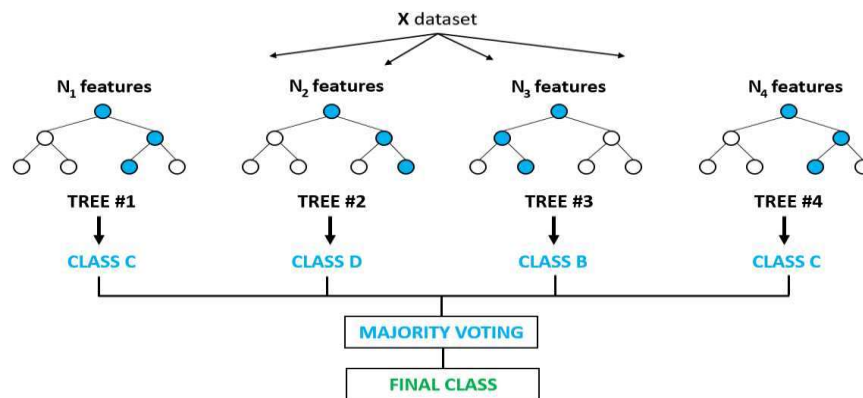 X dataset
N₁ features N₂ features N₃ features N₄ features
TREE #1 TREE #2 TREE #3 TREE #4
CLASS C CLASS D CLASS B CLASS C
MAJORITY VOTING
FINAL CLASS